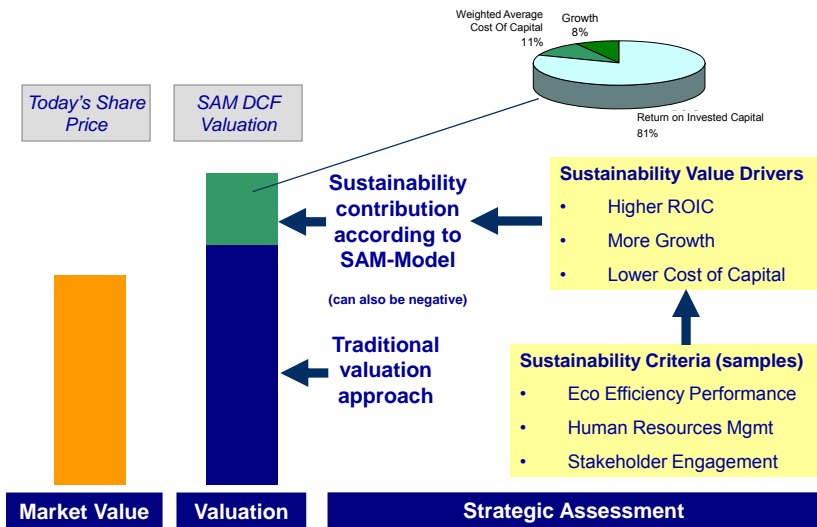 Weighted Average
Cost Of Capital
11%
Growth
8%
Return on Invested Capital
81%
Today's Share
Price
SAM DCF
Valuation
Sustainability
contribution
according to
SAM-Model
(can also be negative)
Traditional
valuation
approach
Sustainability Value Drivers
• Higher ROIC
• More Growth
• Lower Cost of Capital
Sustainability Criteria (samples)
• Eco Efficiency Performance
• Human Resources Mgmt
• Stakeholder Engagement
Market Value
Valuation
Strategic Assessment